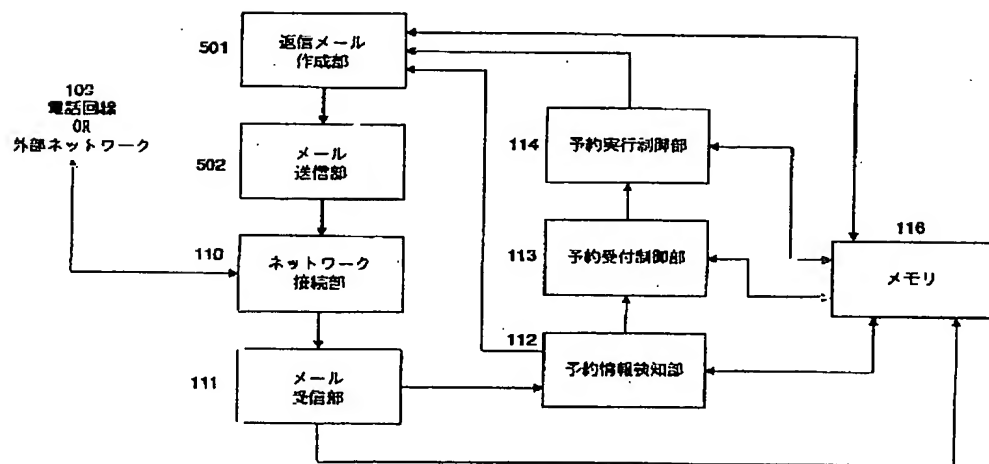 501
返信メール
作成部
109
電話回線
OR
外部ネットワーク
502
メール
送信部
114
予約実行制御部
110
ネットワーク
接続部
113
予約受付制御部
116
メモリ
111
メール
受信部
112
予約情報検知部